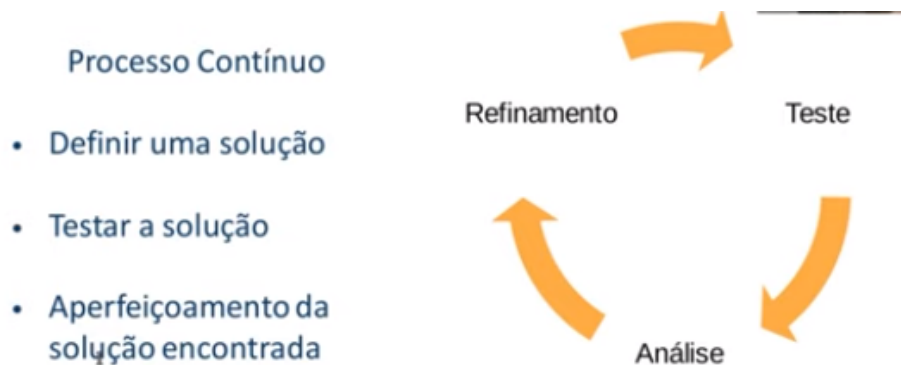 Processo Contínuo
• Definir uma solução
• Testar a solução
• Aperfeiçoamento da
solução encontrada
Refinamento
Teste
Análise